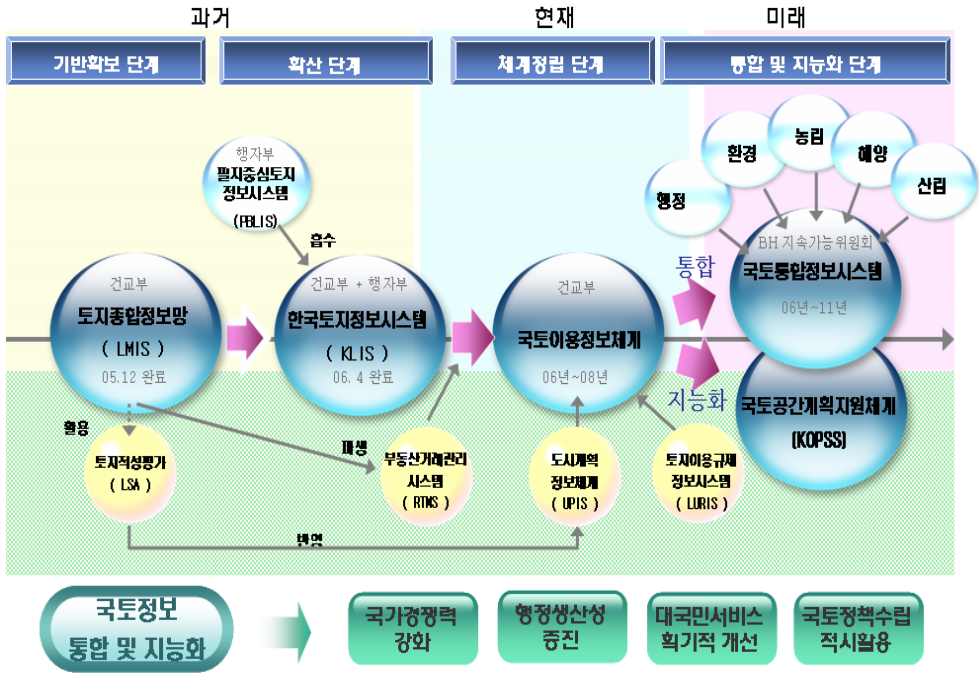 과거
현재
미래
기반확보 단계
확산 단계
체계정립 단계
통합 및 지능화 단계
행정
환경
농림
해양
산림
행자부
필지중심토지
정보시스템
(PBLIS)
흡수
건교부
토지종합정보망
( LMIS )
05.12 완료
건교부 + 행자부
한국토지정보시스템
( KLIS )
06. 4 완료
건교부
국토이용정보체계
06년~08년
통합
지능화
BH 지속가능위원회
국토통합정보시스템
06년~11년
국토공간계획지원체계
(KOPSS)
활용
토지적성평가
( LSA )
파생
부동산거래관리
시스템
( RTMS )
도시계획
정보체계
( UPIS )
토지이용규제
정보시스템
( LURIS )
반영
국토정보
통합 및 지능화
국가경쟁력
강화
행정생산성
증진
대국민서비스
획기적 개선
국토정책수립
적시활용